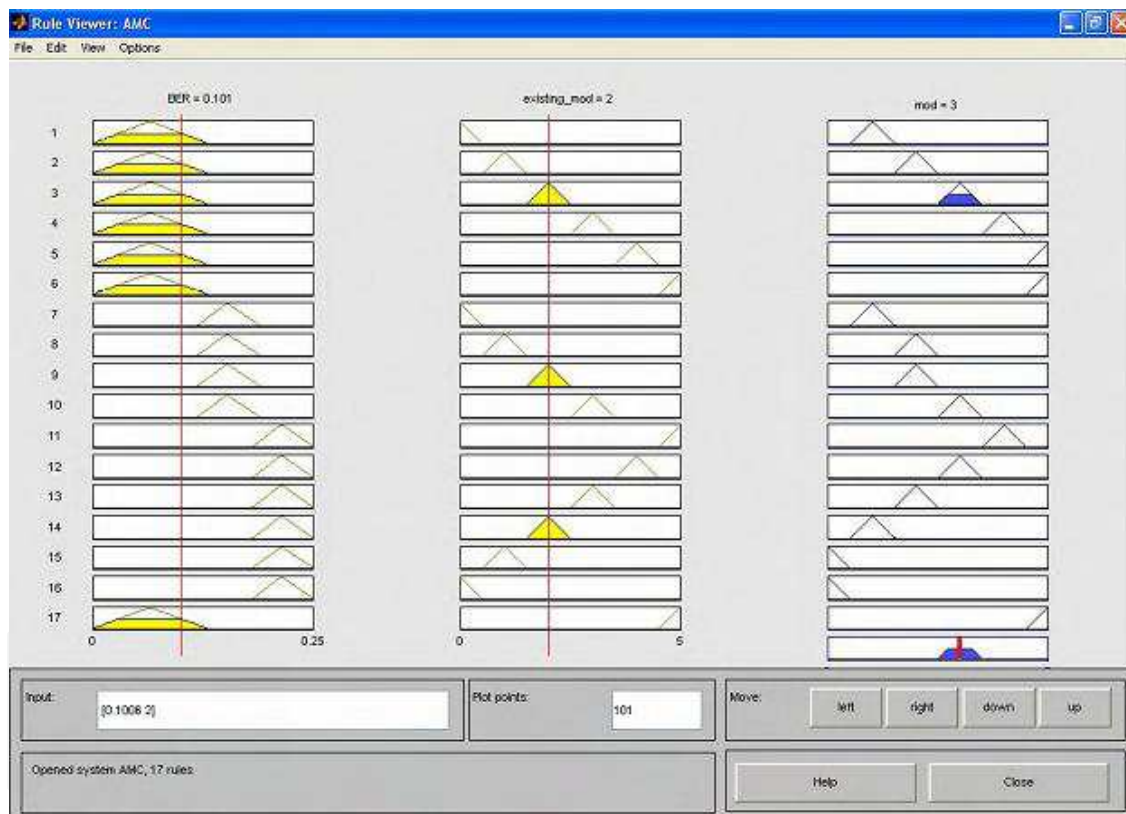 Rule Viewer: AMC
File Edit View Options
BER = 0.101 existing_mod = 2 mod = 3
1
2
3
4
5
6
7
8
9
10
11
12
13
14
15
16
17
0 0.25 0 5
Input: [0.1006 2] Plot points: 101 Move: left right down up
Opened system AMC, 17 rules
Help Close